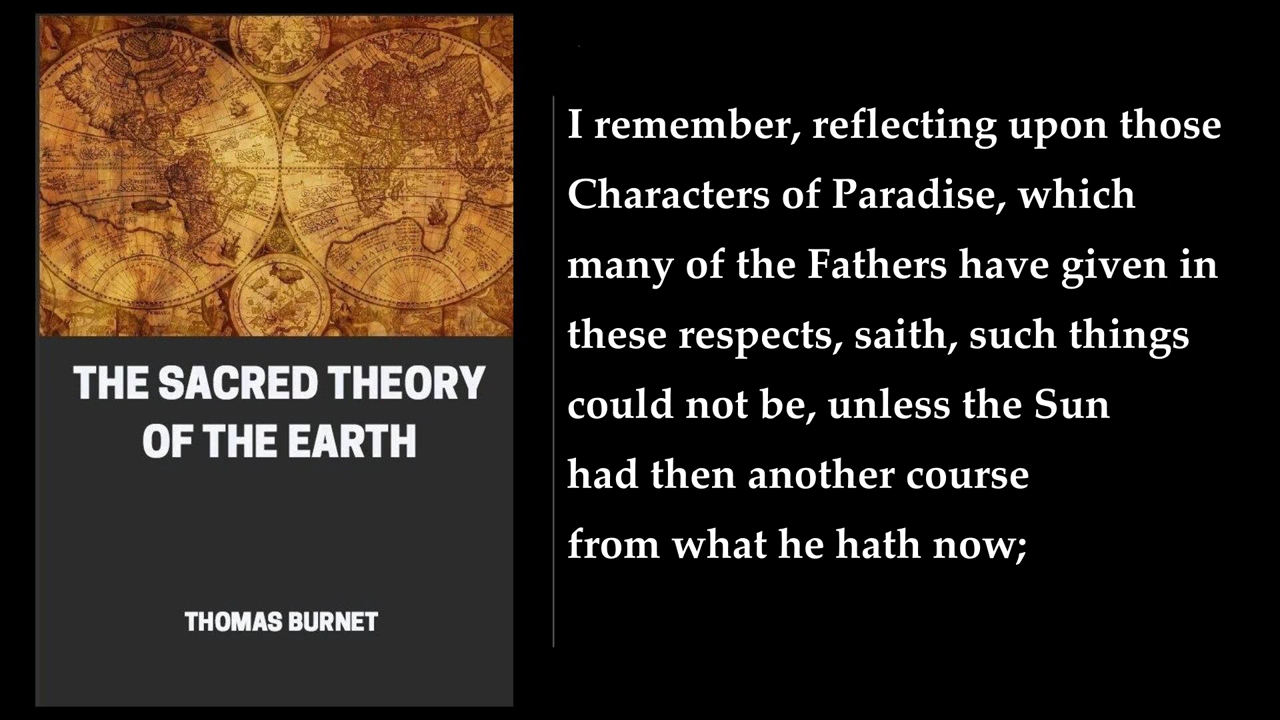 THE SACRED THEORY
OF THE EARTH
THOMAS BURNET
I remember, reflecting upon those
Characters of Paradise, which
many of the Fathers have given in
these respects, saith, such things
could not be, unless the Sun
had then another course
from what he hath now;